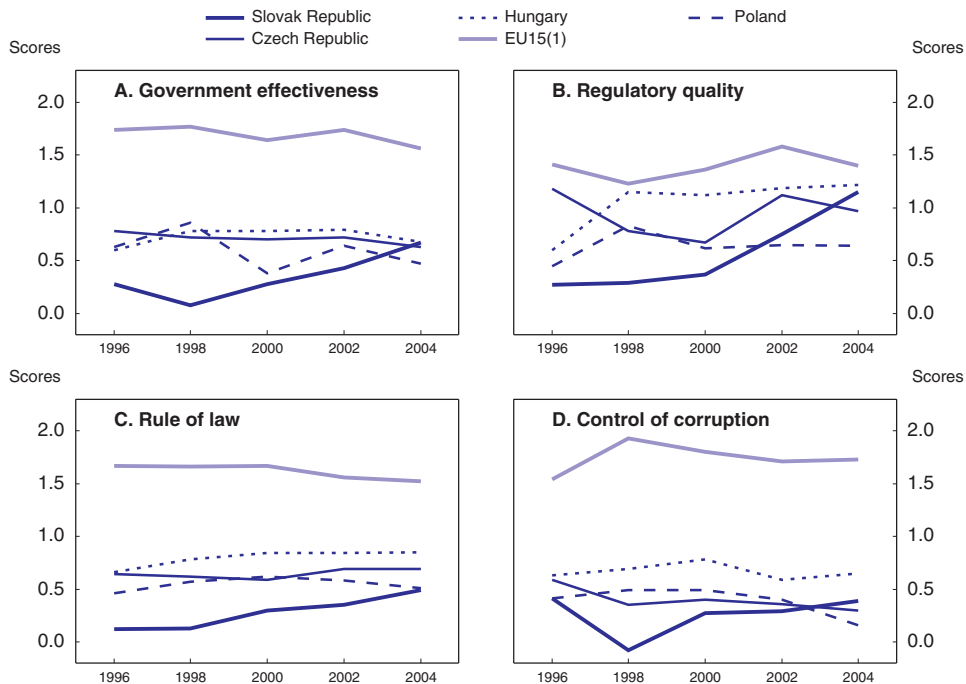 Slovak Republic Hungary Poland
Czech Republic EU15(1)
Scores Scores
A. Government effectiveness B. Regulatory quality
2.0 2.0
1.5 1.5
1.0 1.0
0.5 0.5
0.0 0.0
1996 1998 2000 2002 2004 1996 1998 2000 2002 2004
Scores Scores
C. Rule of law D. Control of corruption
2.0 2.0
1.5 1.5
1.0 1.0
0.5 0.5
0.0 0.0
1996 1998 2000 2002 2004 1996 1998 2000 2002 2004